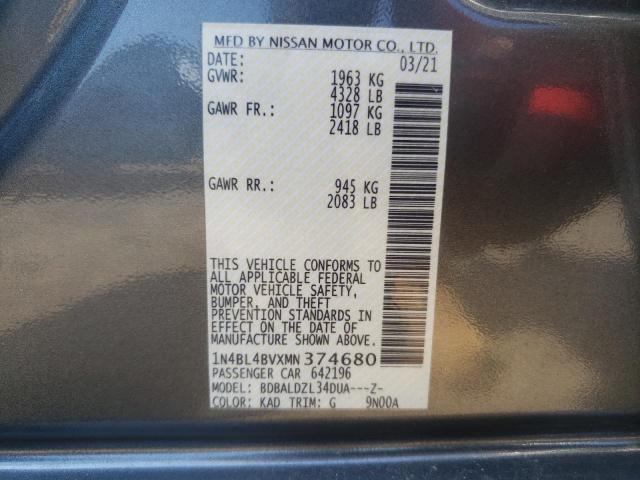 MFD BY NISSAN MOTOR CO., LTD.
DATE: 03/21
GVWR: 1963 KG
4328 LB
GAWR FR.: 1097 KG
2418 LB
GAWR RR.: 945 KG
2083 LB
THIS VEHICLE CONFORMS TO
ALL APPLICABLE FEDERAL
MOTOR VEHICLE SAFETY,
BUMPER, AND THEFT
PREVENTION STANDARDS IN
EFFECT ON THE DATE OF
MANUFACTURE SHOWN ABOVE.
1N4BL4BVXMN374680
PASSENGER CAR 642196
MODEL: BDBALDZL34DUA---Z-
COLOR: KAD TRIM: G 9N00A